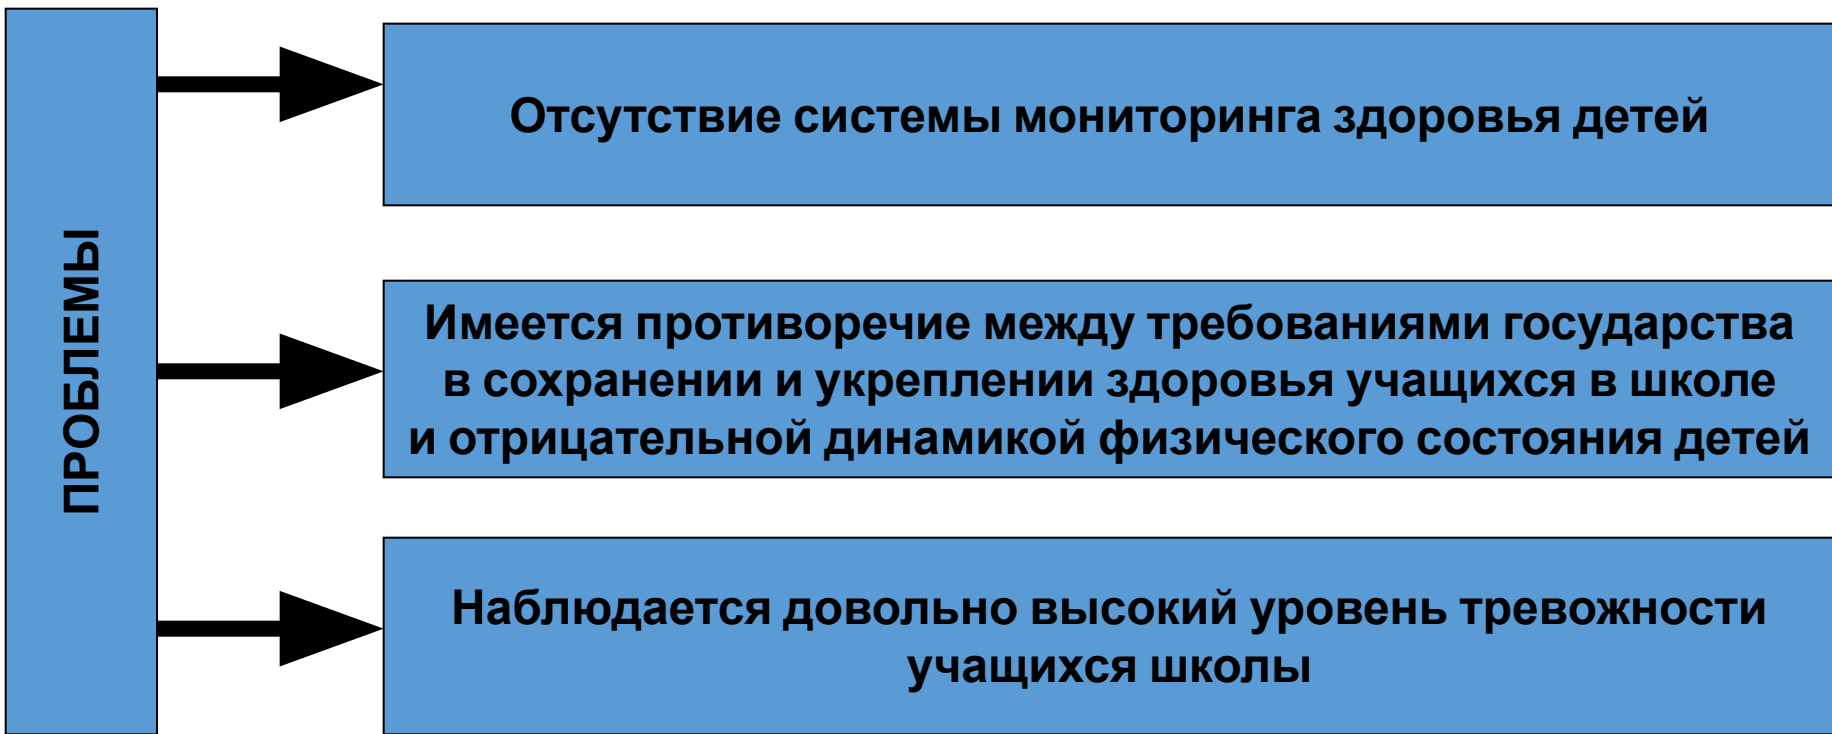 ПРОБЛЕМЫ
Отсутствие системы мониторинга здоровья детей
Имеется противоречие между требованиями государства
в сохранении и укреплении здоровья учащихся в школе
и отрицательной динамикой физического состояния детей
Наблюдается довольно высокий уровень тревожности
учащихся школы